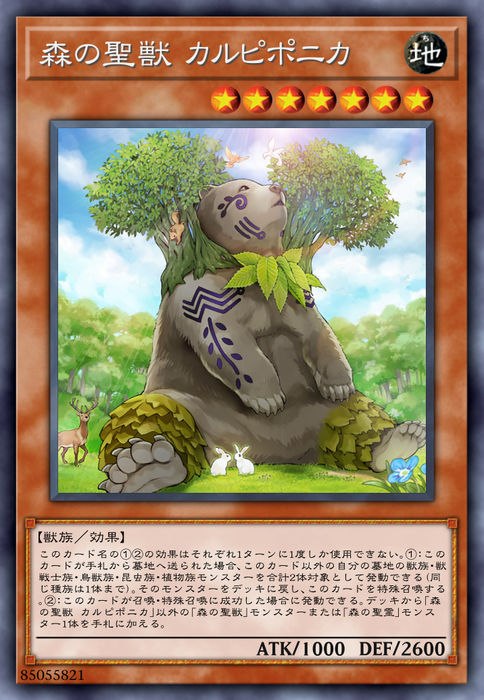 森の聖獣 カルピポニカ
ち
地
【獣族／効果】
このカード名の①②の効果はそれぞれ1ターンに1度しか使用できない。①：この
カードが手札から墓地へ送られた場合、このカード以外の自分の墓地の獣族・獣
戦士族・鳥獣族・昆虫族・植物族モンスターを合計2体対象として発動できる（同
じ種族は1体まで）。そのモンスターをデッキに戻し、このカードを特殊召喚する
。②：このカードが召喚・特殊召喚に成功した場合に発動できる。デッキから「森
の聖獣 カルピポニカ」以外の「森の聖獣」モンスターまたは「森の聖霊」モンス
ター1体を手札に加える。
ATK/1000 DEF/2600
85055821